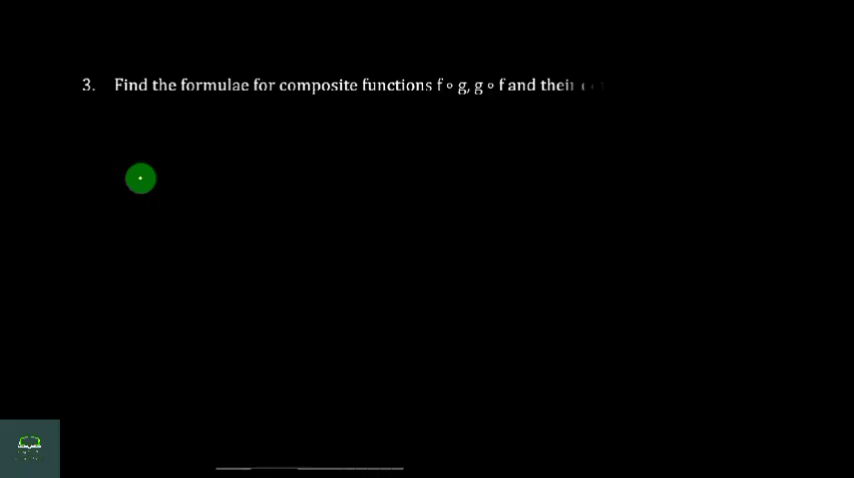 3. Find the formulae for composite functions f ∘ g, g ∘ f and their